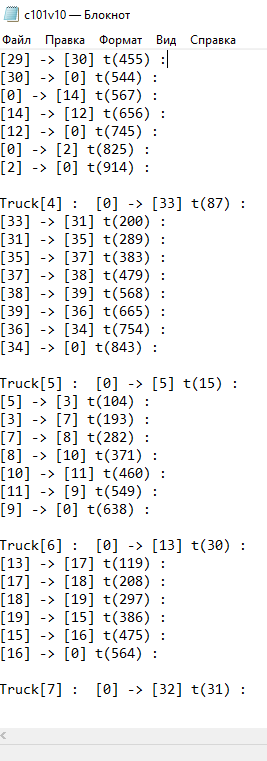 c101v10 — Блокнот
Файл Правка Формат Вид Справка
[29] -> [30] t(455) :
[30] -> [0] t(544) :
[0] -> [14] t(567) :
[14] -> [12] t(656) :
[12] -> [0] t(745) :
[0] -> [2] t(825) :
[2] -> [0] t(914) :
Truck[4] :  [0] -> [33] t(87) :
[33] -> [31] t(200) :
[31] -> [35] t(289) :
[35] -> [37] t(383) :
[37] -> [38] t(479) :
[38] -> [39] t(568) :
[39] -> [36] t(665) :
[36] -> [34] t(754) :
[34] -> [0] t(843) :
Truck[5] :  [0] -> [5] t(15) :
[5] -> [3] t(104) :
[3] -> [7] t(193) :
[7] -> [8] t(282) :
[8] -> [10] t(371) :
[10] -> [11] t(460) :
[11] -> [9] t(549) :
[9] -> [0] t(638) :
Truck[6] :  [0] -> [13] t(30) :
[13] -> [17] t(119) :
[17] -> [18] t(208) :
[18] -> [19] t(297) :
[19] -> [15] t(386) :
[15] -> [16] t(475) :
[16] -> [0] t(564) :
Truck[7] :  [0] -> [32] t(31) :